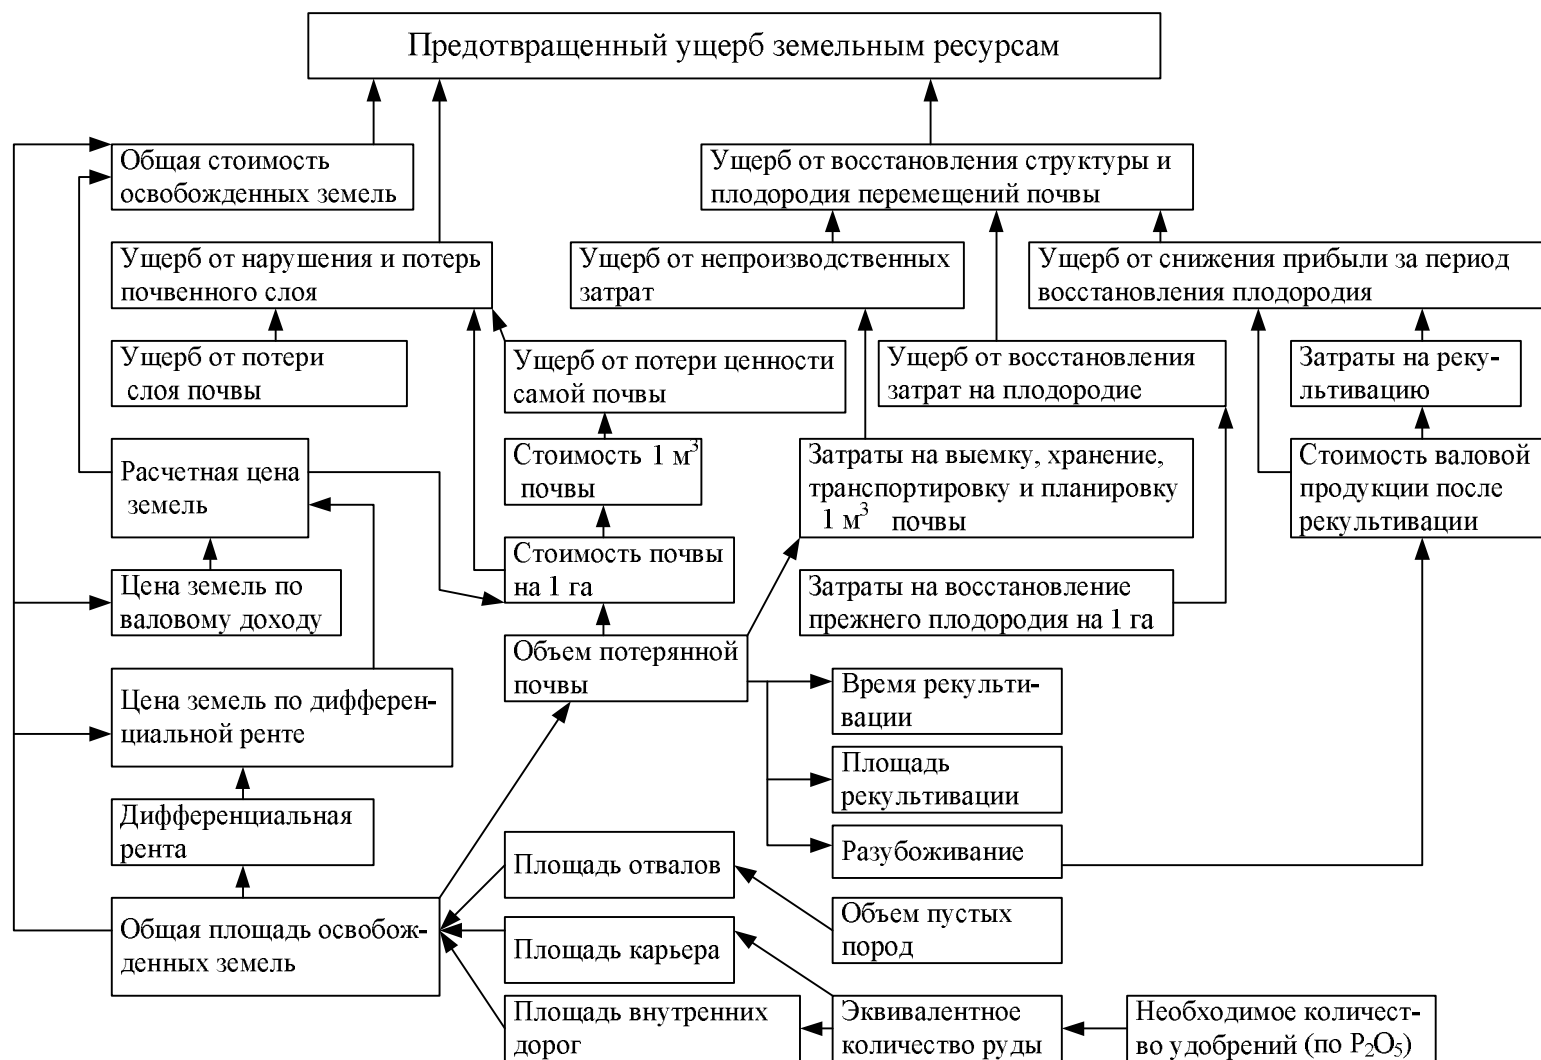 Предотвращенный ущерб земельным ресурсам
Общая стоимость
освобожденных земель
Ущерб от восстановления структуры и
плодородия перемещений почвы
Ущерб от нарушения и потерь
почвенного слоя
Ущерб от непроизводственных
затрат
Ущерб от снижения прибыли за период
восстановления плодородия
Ущерб от потери
слоя почвы
Ущерб от потери ценности
самой почвы
Ущерб от восстановления
затрат на плодородие
Затраты на реку-
льтивацию
Расчетная цена
земель
Стоимость 1 м³
почвы
Затраты на выемку, хранение,
транспортировку и планировку
1 м³ почвы
Стоимость валовой
продукции после
рекультивации
Стоимость почвы
на 1 га
Цена земель по
валовому доходу
Затраты на восстановление
прежнего плодородия на 1 га
Объем потерянной
почвы
Цена земель по дифферен-
циальной ренте
Время рекульти-
вации
Площадь
рекультивации
Дифференциальная
рента
Разубоживание
Площадь отвалов
Общая площадь освобож-
денных земель
Объем пустых
пород
Площадь карьера
Площадь внутренних
дорог
Эквивалентное
количество руды
Необходимое количест-
во удобрений (по P₂O₅)